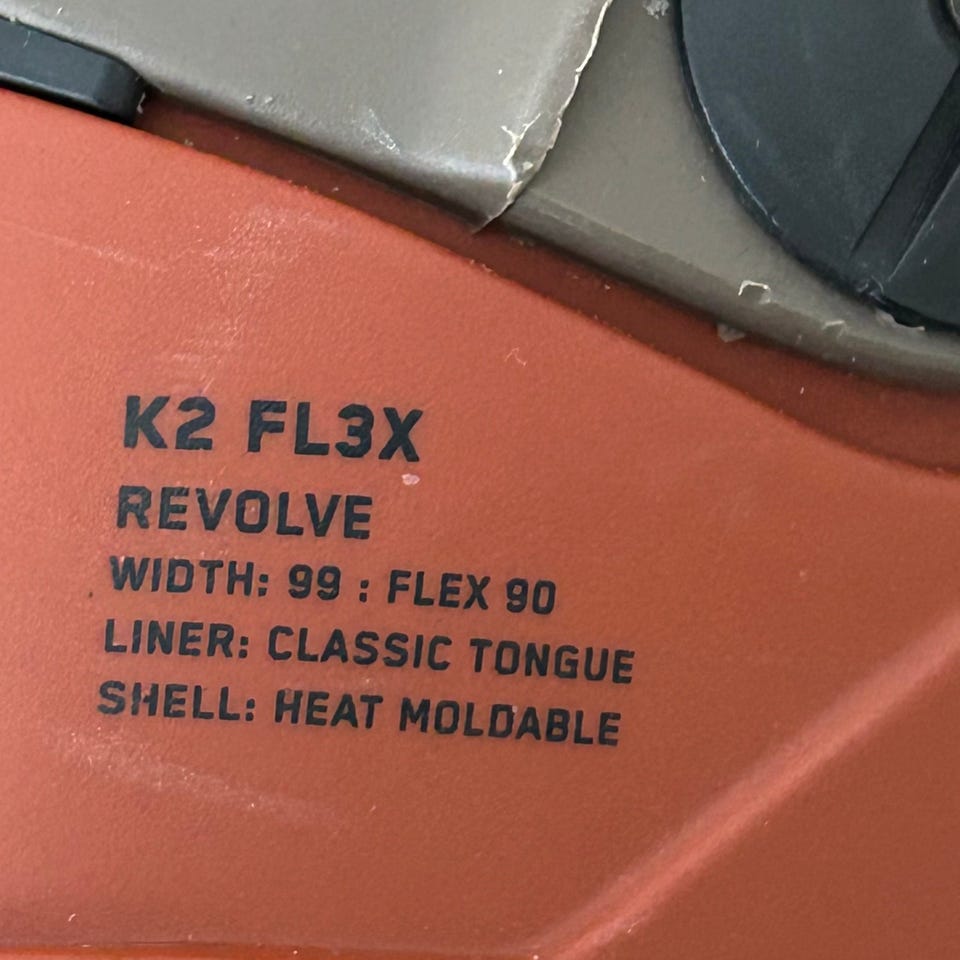 K2 FL3X
REVOLVE
WIDTH: 99 : FLEX 90
LINER: CLASSIC TONGUE
SHELL: HEAT MOLDABLE